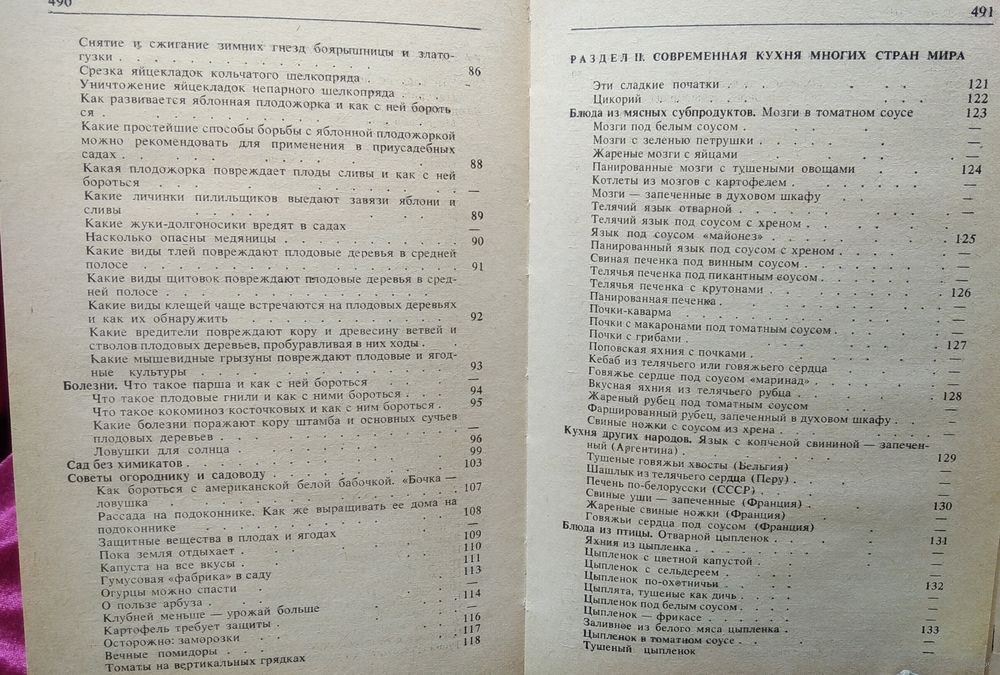 490
Снятие и сжигание зимних гнезд боярышницы и злато-
гузки . . . . . . . . . . . . . . 86
Срезка яйцекладок кольчатого шелкопряда . . . . —
Уничтожение яйцекладок непарного шелкопряда . . .
Как развивается яблонная плодожорка и как с ней бороть
ся . . . . . . . . . . . . . . .
Какие простейшие способы борьбы с яблонной плодожоркой
можно рекомендовать для применения в приусадебных
садах . . . . . . . . . . . . . . 88
Какая плодожорка повреждает плоды сливы и как с ней
бороться . . . . . . . . . . . . . —
Какие личинки пилильщиков выедают завязи яблони и
сливы . . . . . . . . . . . . . . 89
Какие жуки-долгоносики вредят в садах . . . . . —
Насколько опасны медяницы . . . . . . . . 90
Какие виды тлей повреждают плодовые деревья в средней
полосе . . . . . . . . . . . . . 91
Какие виды щитовок повреждают плодовые деревья в сред-
ней полосе . . . . . . . . . . . . —
Какие виды клещей чаще встречаются на плодовых деревьях
и как их обнаружить . . . . . . . . . . 92
Какие вредители повреждают кору и древесину ветвей и
стволов плодовых деревьев, пробуравливая в них ходы . —
Какие мышевидные грызуны повреждают плодовые и ягод-
ные культуры . . . . . . . . . . . 93
Болезни. Что такое парша и как с ней бороться . . . —
Что такое плодовые гнили и как с ними бороться . . . 94
Что такое кокомиоз косточковых и как с ним бороться . . 95
Какие болезни поражают кору штамба и основных сучьев
плодовых деревьев . . . . . . . . . . 96
Ловушки для солнца . . . . . . . . . . 99
Сад без химикатов . . . . . . . . . . . 103
Советы огороднику и садоводу
Как бороться с американской белой бабочкой. «Бочка —
ловушка . . . . . . . . . . . . . 107
Рассада на подоконнике. Как же выращивать ее дома на
подоконнике . . . . . . . . . . . . 108
Защитные вещества в плодах и ягодах . . . . . 109
Пока земля отдыхает . . . . . . . . . . 110
Капуста на все вкусы . . . . . . . . . . 111
Гумусовая «фабрика» в саду . . . . . . . . 113
Огурцы можно спасти . . . . . . . . . . —
О пользе арбуза . . . . . . . . . . . 114
Клубней меньше — урожай больше . . . . . . —
Картофель требует защиты . . . . . . . . 116
Осторожно: заморозки . . . . . . . . . . 117
Вечные помидоры . . . . . . . . . . . 118
Томаты на вертикальных грядках
491
РАЗДЕЛ II. СОВРЕМЕННАЯ КУХНЯ МНОГИХ СТРАН МИРА
Эти сладкие початки . . . . . . . . . . 121
Цикорий . . . . . . . . . . . . . 122
Блюда из мясных субпродуктов. Мозги в томатном соусе 123
Мозги под белым соусом . . . . . . . . . —
Мозги с зеленью петрушки . . . . . . . . —
Жареные мозги с яйцами . . . . . . . . . —
Панированные мозги с тушеными овощами . . . . 124
Котлеты из мозгов с картофелем . . . . . . . —
Мозги — запеченные в духовом шкафу . . . . . —
Телячий язык отварной . . . . . . . . . —
Телячий язык под соусом с хреном . . . . . . —
Язык под соусом «майонез» . . . . . . . . 125
Панированный язык под соусом с хреном . . . . . —
Свиная печенка под винным соусом . . . . . . —
Телячья печенка под пикантным соусом . . . . . —
Телячья печенка с крутонами . . . . . . . . 126
Панированная печенка . . . . . . . . . . —
Почки-каварма . . . . . . . . . . . —
Почки с макаронами под томатным соусом . . . . —
Почки с грибами . . . . . . . . . . . 127
Поповская яхния с почками . . . . . . . . —
Кебаб из телячьего или говяжьего сердца . . . . —
Говяжье сердце под соусом «маринад» . . . . . —
Вкусная яхния из телячьего рубца . . . . . . 128
Жареный рубец под томатным соусом . . . . . —
Фаршированный рубец, запеченный в духовом шкафу . . —
Свиные ножки с соусом из хрена . . . . . . . —
Кухня других народов. Язык с копченой свининой — запечен-
ный (Аргентина) . . . . . . . . . . . 129
Тушеные говяжьи хвосты (Бельгия) . . . . . . —
Шашлык из телячьего сердца (Перу) . . . . . . —
Печень по-белорусски (СССР) . . . . . . . . —
Свиные уши — запеченные (Франция) . . . . . 130
Жареные свиные ножки (Франция) . . . . . . —
Говяжьи сердца под соусом (Франция) . . . . . —
Блюда из птицы. Отварной цыпленок . . . . . . 131
Яхния из цыпленка . . . . . . . . . . —
Цыпленок с цветной капустой . . . . . . . . —
Цыпленок с сельдереем . . . . . . . . . —
Цыпленок по-охотничьи . . . . . . . . . 132
Цыплята, тушеные как дичь . . . . . . . . —
Цыпленок под белым соусом . . . . . . . . —
Цыпленок — фрикасе . . . . . . . . . . —
Заливное из белого мяса цыпленка . . . . . . 133
Цыпленок в томатном соусе . . . . . . . . —
Тушеный цыпленок —